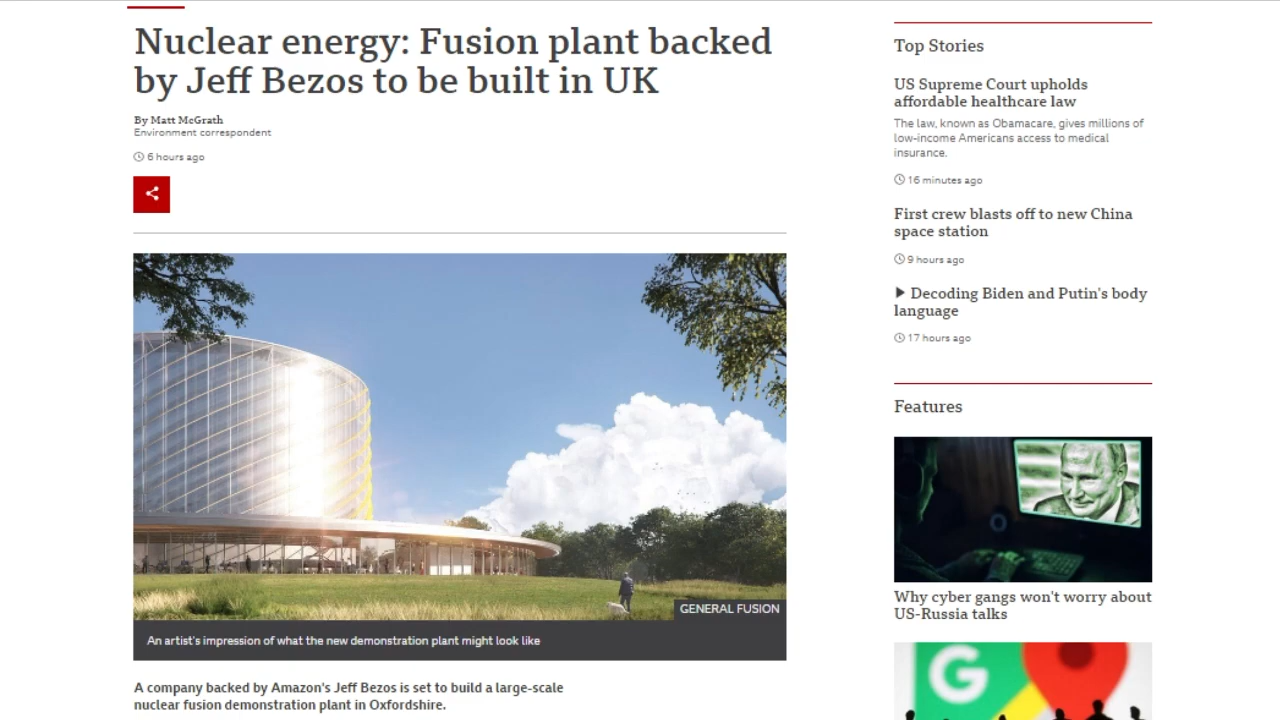 Nuclear energy: Fusion plant backed
by Jeff Bezos to be built in UK
By Matt McGrath
Environment correspondent
6 hours ago
GENERAL FUSION
An artist's impression of what the new demonstration plant might look like
A company backed by Amazon's Jeff Bezos is set to build a large-scale
nuclear fusion demonstration plant in Oxfordshire.
Top Stories
US Supreme Court upholds
affordable healthcare law
The law, known as Obamacare, gives millions of
low-income Americans access to medical
insurance.
16 minutes ago
First crew blasts off to new China
space station
9 hours ago
Decoding Biden and Putin's body
language
17 hours ago
Features
Why cyber gangs won't worry about
US-Russia talks
G